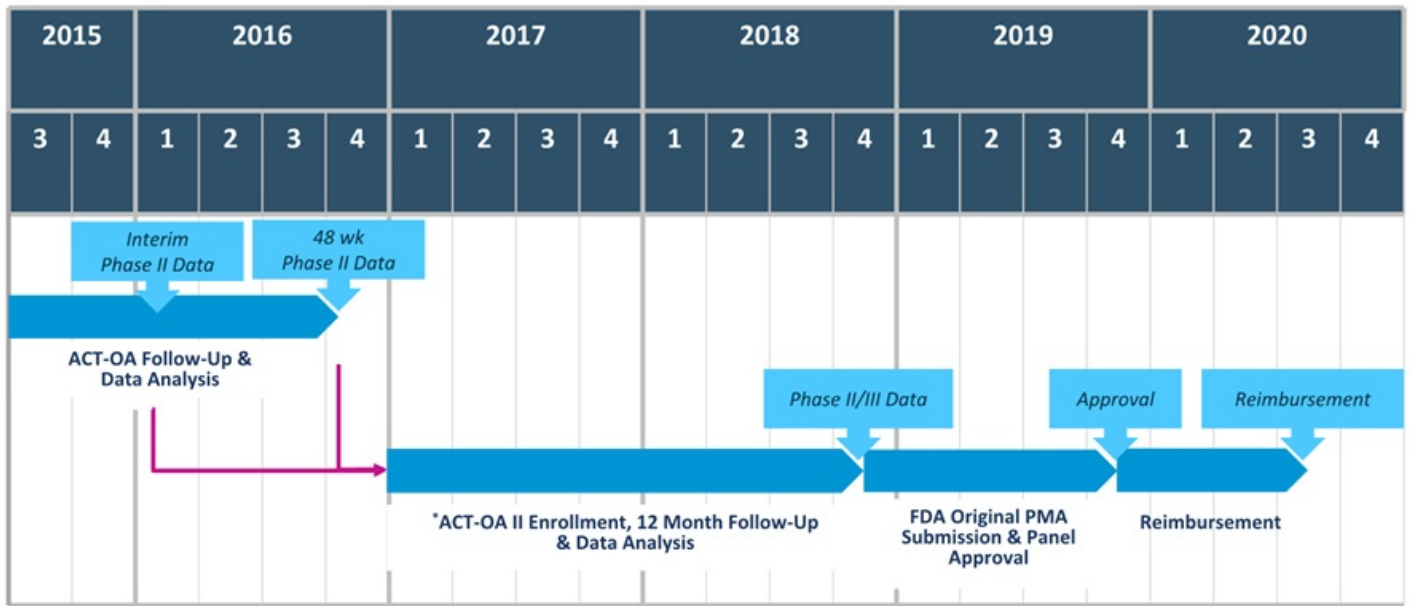 2015 2016 2017 2018 2019 2020
3 4 1 2 3 4 1 2 3 4 1 2 3 4 1 2 3 4 1 2 3 4
Interim
Phase II Data
48 wk
Phase II Data
ACT-OA Follow-Up &
Data Analysis
Phase II/III Data
Approval
Reimbursement
*ACT-OA II Enrollment, 12 Month Follow-Up
& Data Analysis
FDA Original PMA
Submission & Panel
Approval
Reimbursement